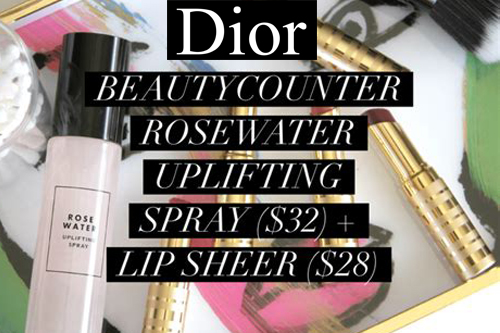 Dior
BEAUTYCOUNTER
ROSEWATER
UPLIFTING
SPRAY ($32) +
LIP SHEER ($28)
ROSE
WATER
UPLIFTING
SPRAY